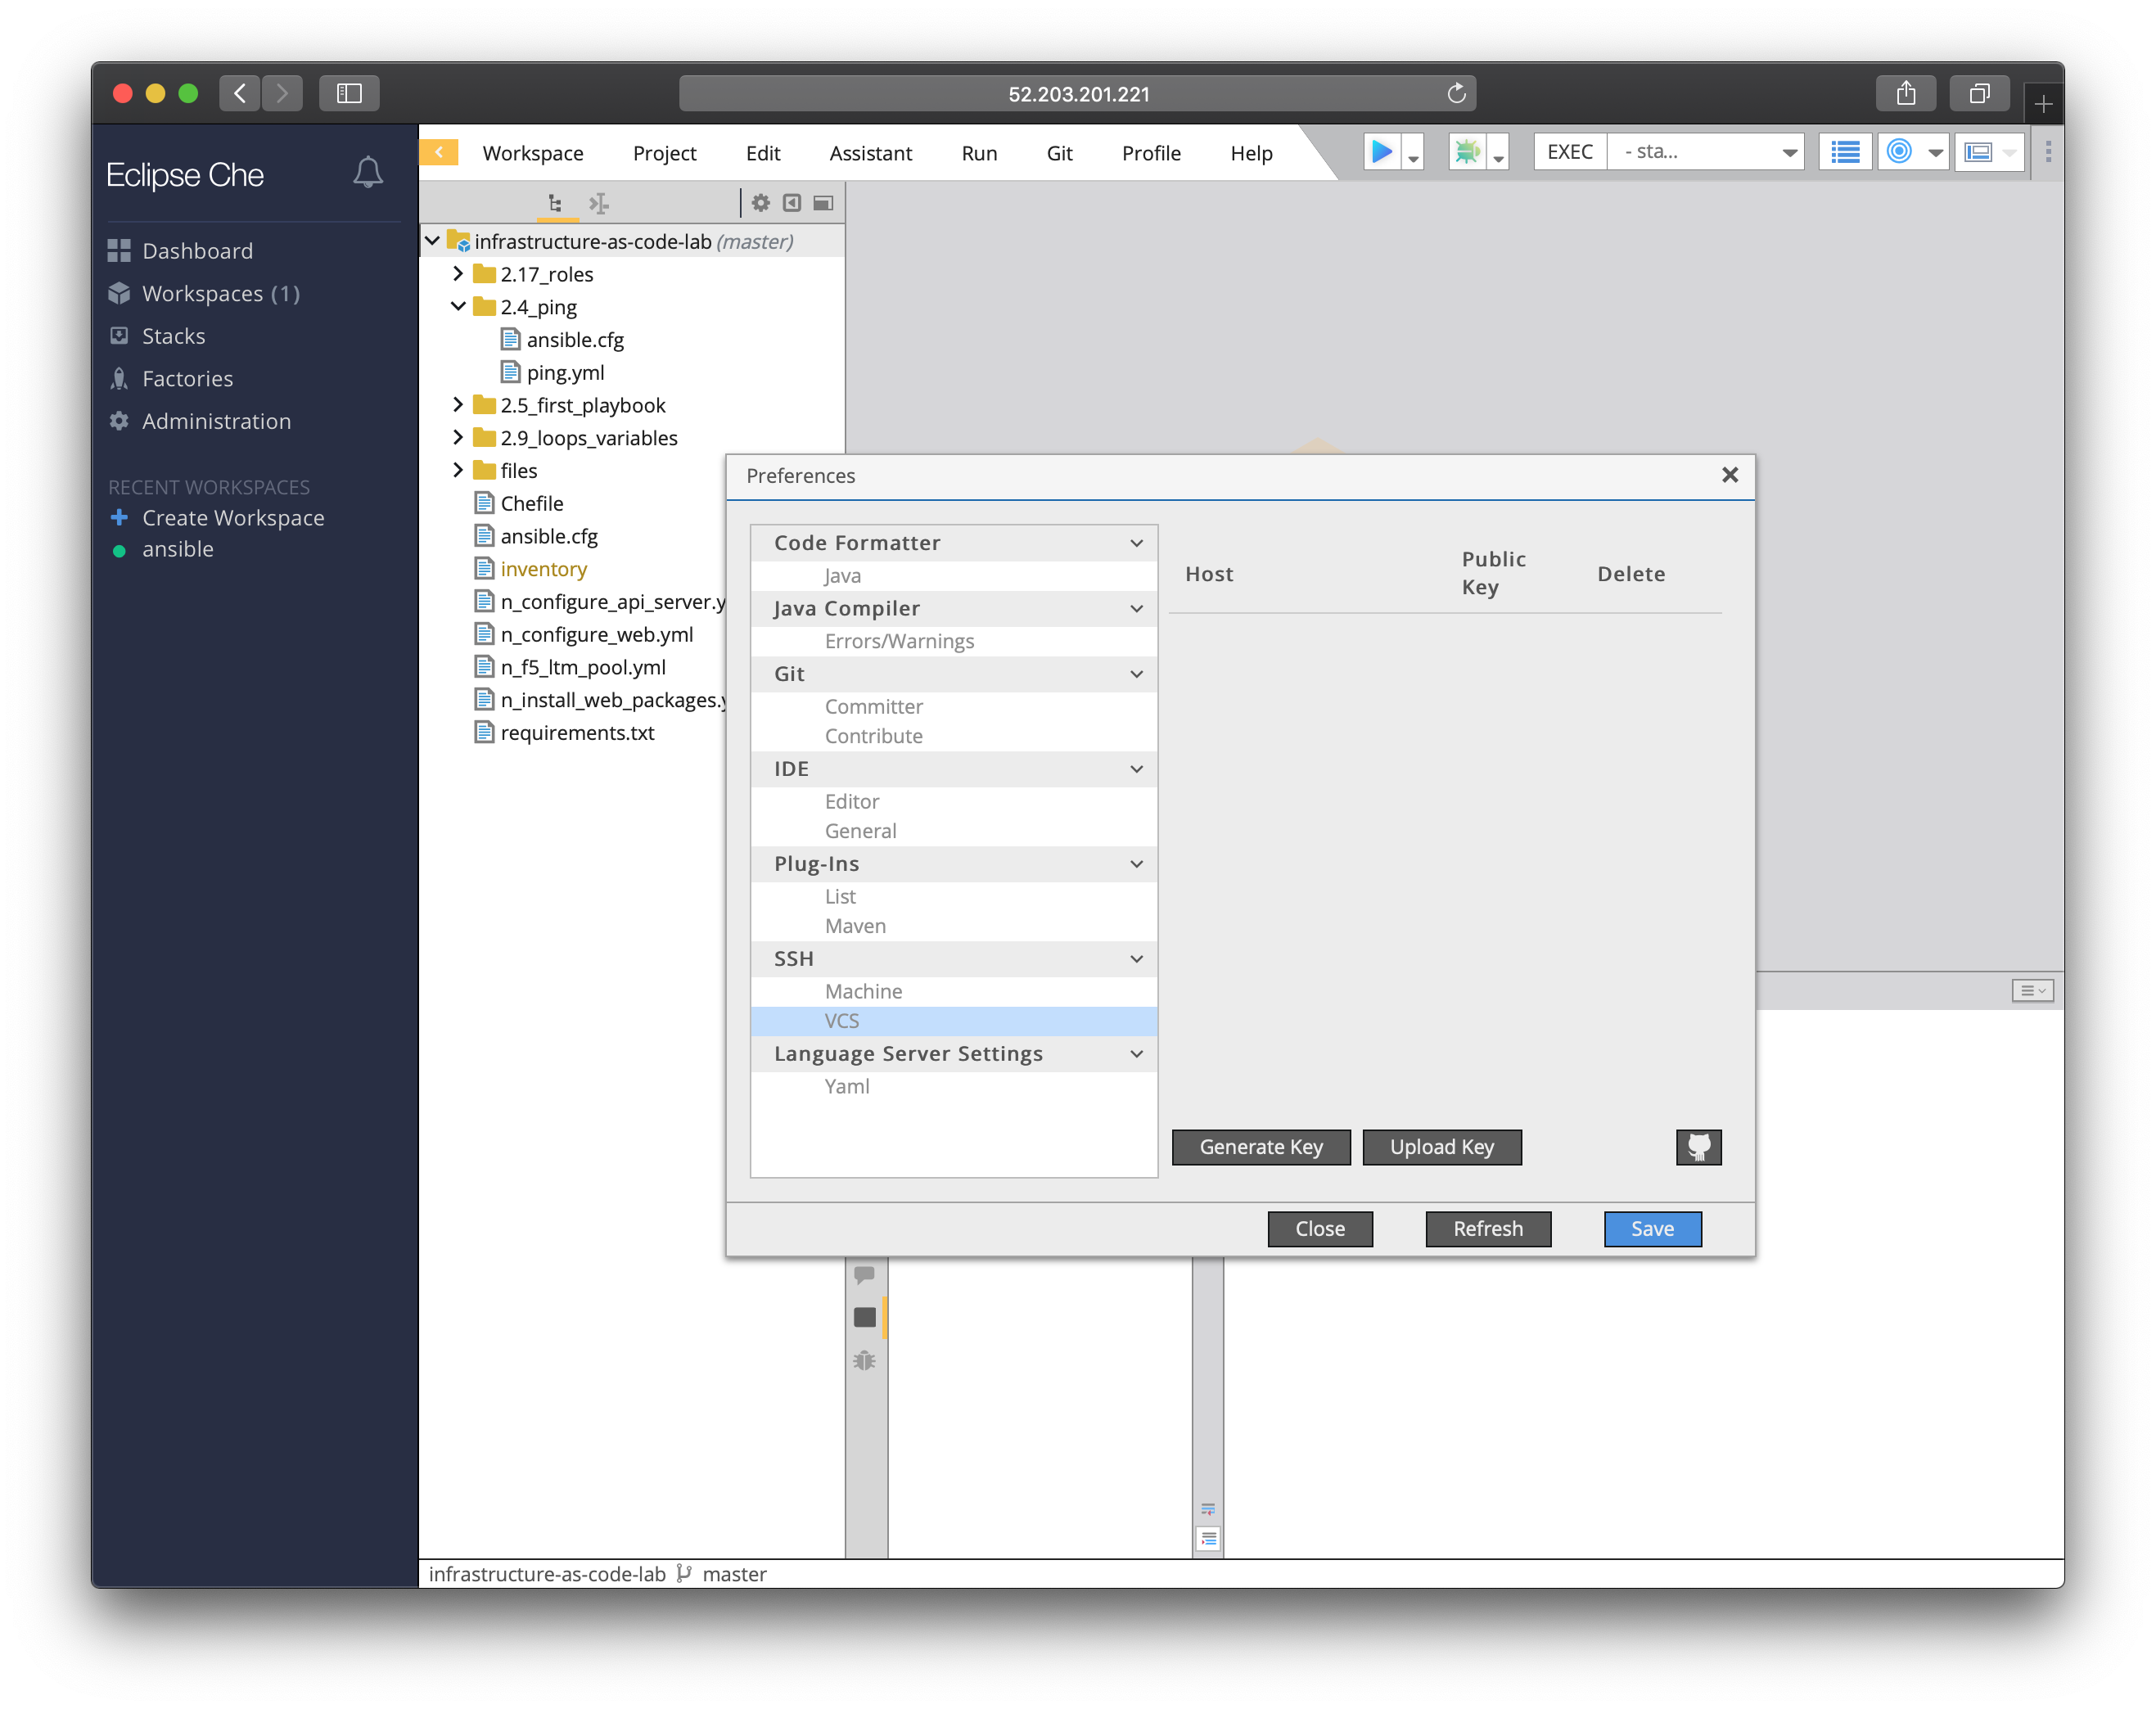 52.203.201.221
Eclipse Che
Dashboard
Workspaces (1)
Stacks
Factories
Administration
RECENT WORKSPACES
Create Workspace
ansible
Workspace Project Edit Assistant Run Git Profile Help
EXEC - sta...
infrastructure-as-code-lab (master)
2.17_roles
2.4_ping
ansible.cfg
ping.yml
2.5_first_playbook
2.9_loops_variables
files
Chefile
ansible.cfg
inventory
n_configure_api_server.y
n_configure_web.yml
n_f5_ltm_pool.yml
n_install_web_packages.y
requirements.txt
Preferences
Code Formatter
Java
Java Compiler
Errors/Warnings
Git
Committer
Contribute
IDE
Editor
General
Plug-Ins
List
Maven
SSH
Machine
VCS
Language Server Settings
Yaml
Host
Public
Key
Delete
Generate Key
Upload Key
Close
Refresh
Save
infrastructure-as-code-lab master